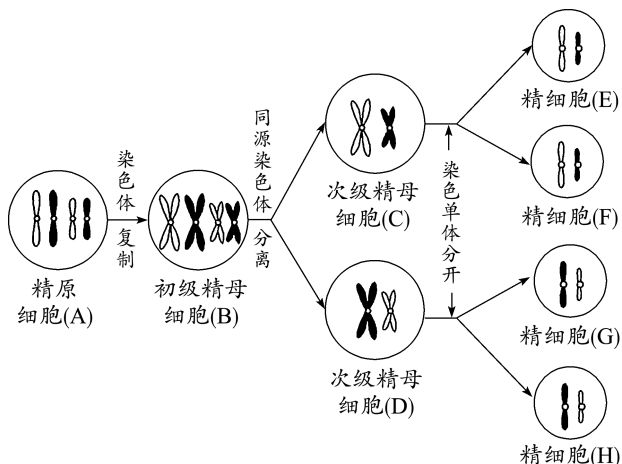 染色体
复制
精原
细胞(A)
初级精母
细胞(B)
同源染色体
分离
次级精母
细胞(C)
次级精母
细胞(D)
染色单体分开
精细胞(E)
精细胞(F)
精细胞(G)
精细胞(H)